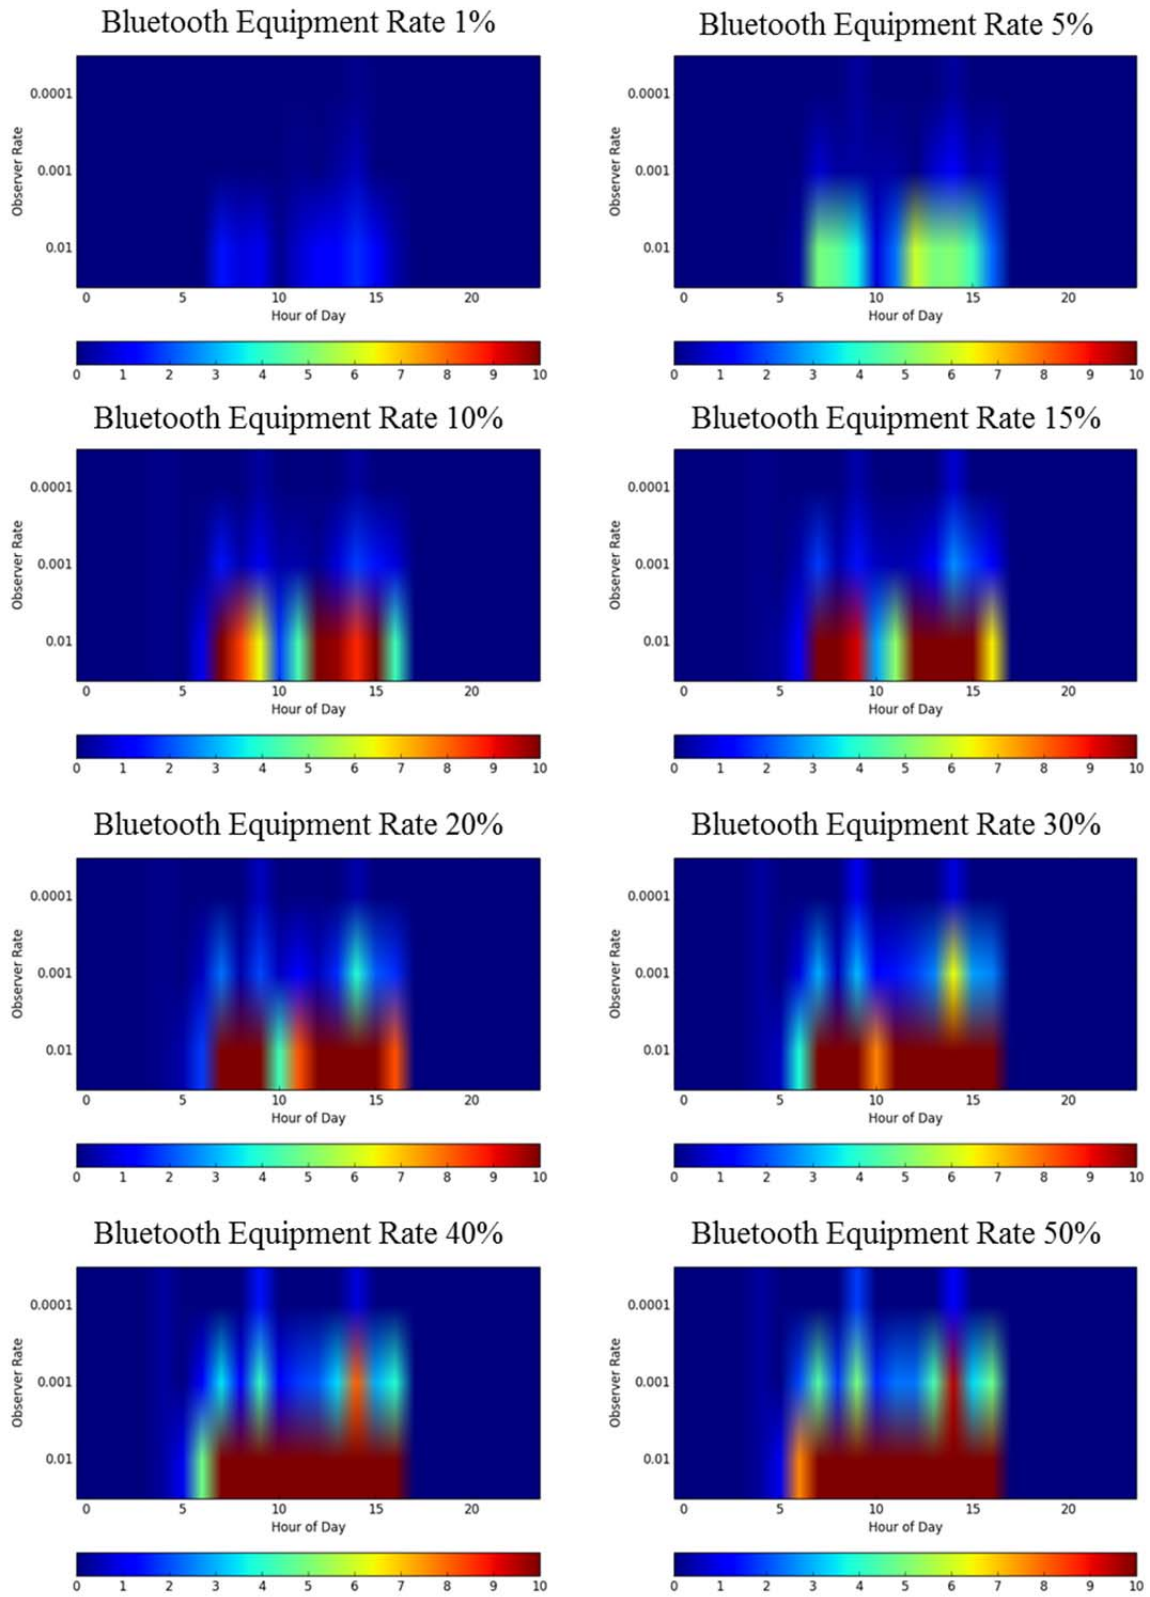 Bluetooth Equipment Rate 1%
Observer Rate
0.0001
0.001
0.01
0 5 10 15 20
Hour of Day
0 1 2 3 4 5 6 7 8 9 10
Bluetooth Equipment Rate 5%
Observer Rate
0.0001
0.001
0.01
0 5 10 15 20
Hour of Day
0 1 2 3 4 5 6 7 8 9 10
Bluetooth Equipment Rate 10%
Observer Rate
0.0001
0.001
0.01
0 5 10 15 20
Hour of Day
0 1 2 3 4 5 6 7 8 9 10
Bluetooth Equipment Rate 15%
Observer Rate
0.0001
0.001
0.01
0 5 10 15 20
Hour of Day
0 1 2 3 4 5 6 7 8 9 10
Bluetooth Equipment Rate 20%
Observer Rate
0.0001
0.001
0.01
0 5 10 15 20
Hour of Day
0 1 2 3 4 5 6 7 8 9 10
Bluetooth Equipment Rate 30%
Observer Rate
0.0001
0.001
0.01
0 5 10 15 20
Hour of Day
0 1 2 3 4 5 6 7 8 9 10
Bluetooth Equipment Rate 40%
Observer Rate
0.0001
0.001
0.01
0 5 10 15 20
Hour of Day
0 1 2 3 4 5 6 7 8 9 10
Bluetooth Equipment Rate 50%
Observer Rate
0.0001
0.001
0.01
0 5 10 15 20
Hour of Day
0 1 2 3 4 5 6 7 8 9 10